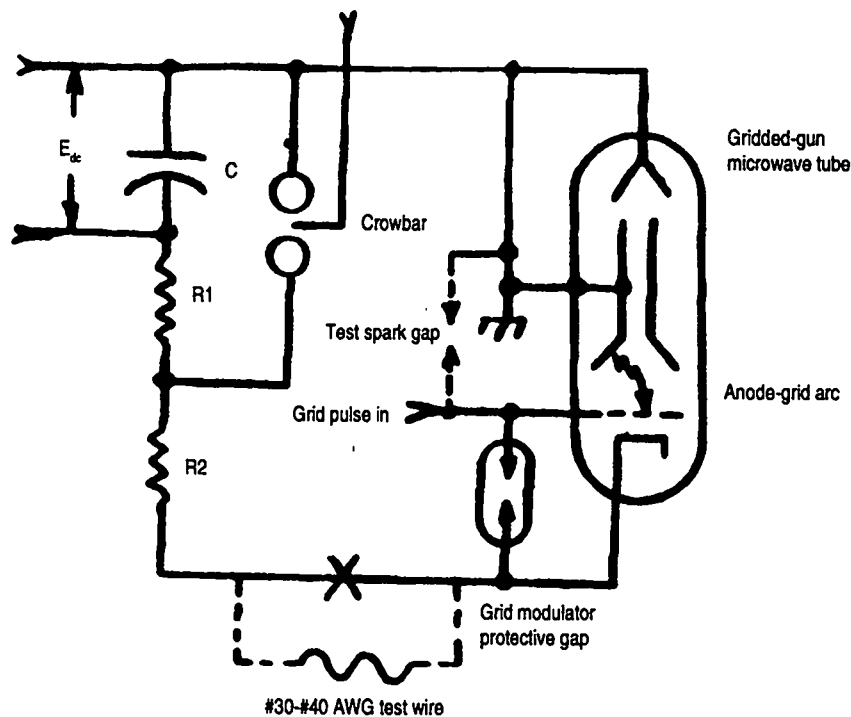 Gridded-gun
microwave tube
E_dc
C
Crowbar
R1
Test spark gap
Anode-grid arc
Grid pulse in
R2
Grid modulator
protective gap
#30-#40 AWG test wire